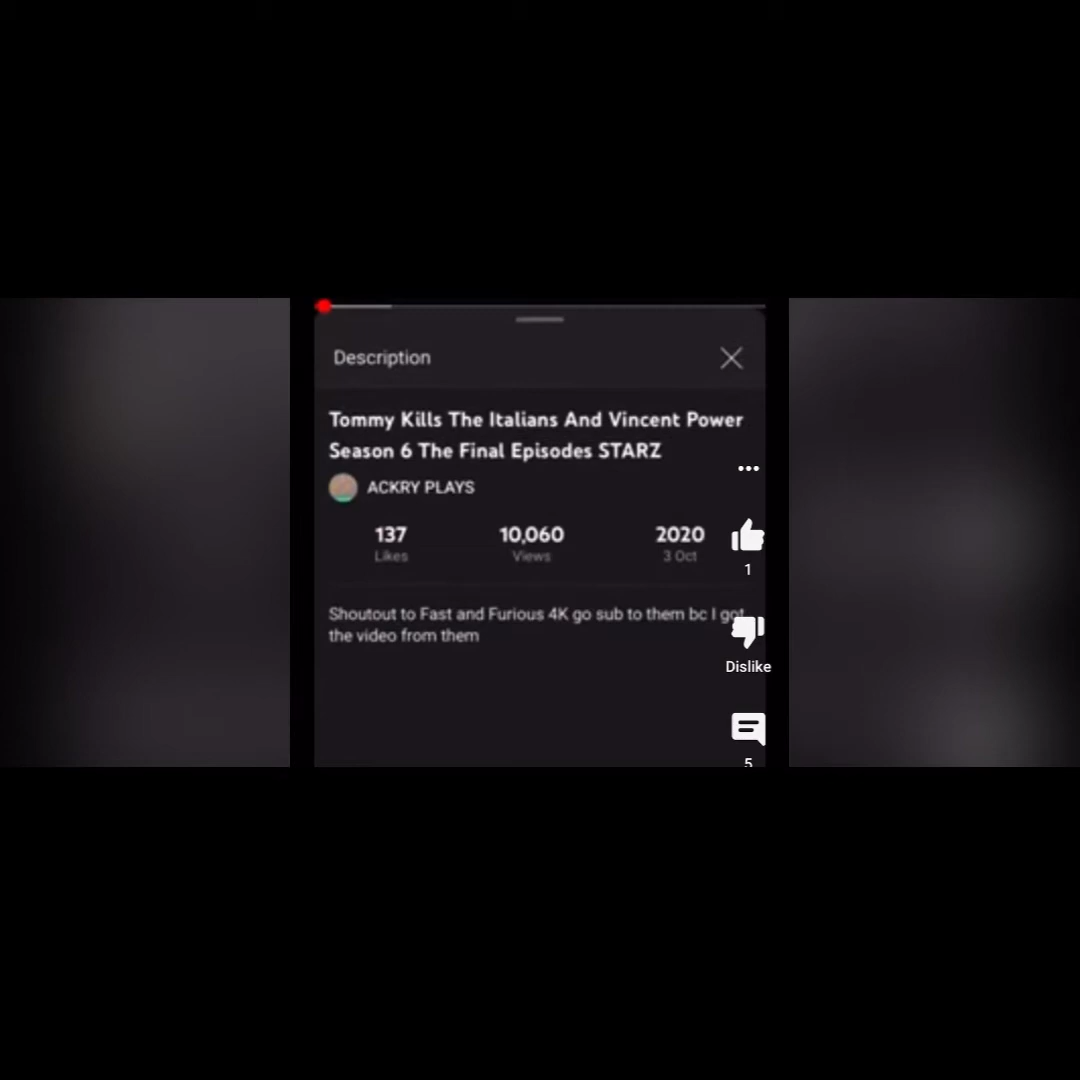 Description
Tommy Kills The Italians And Vincent Power
Season 6 The Final Episodes STARZ
ACKRY PLAYS
137 10,060 2020
Likes Views 3 Oct
1
Shoutout to Fast and Furious 4K go sub to them bc I got
the video from them
Dislike
5